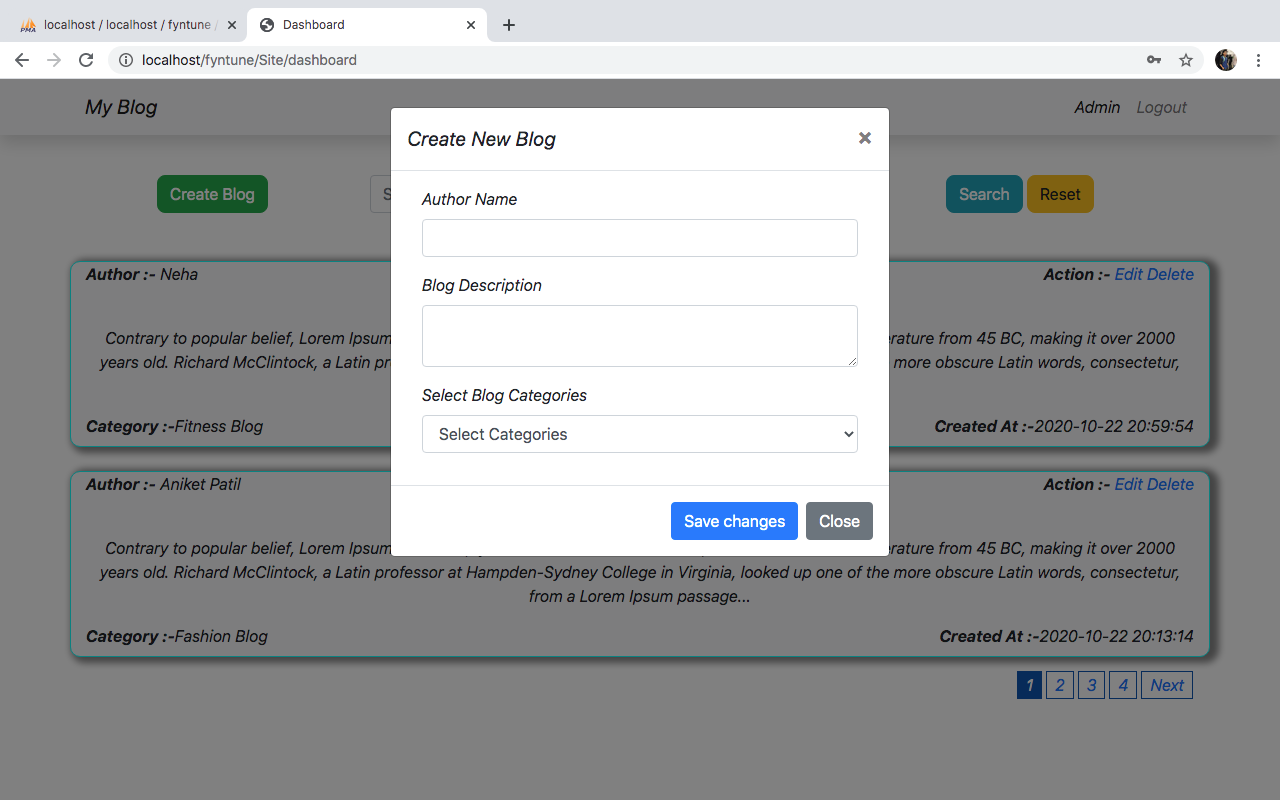 localhost / localhost / fyntune /
Dashboard
localhost/fyntune/Site/dashboard
My Blog
Admin
Logout
Create New Blog
×
Create Blog
S
Search
Reset
Author Name
Author :- Neha
Action :- Edit Delete
Blog Description
Contrary to popular belief, Lorem Ipsum
erature from 45 BC, making it over 2000
years old. Richard McClintock, a Latin pr
more obscure Latin words, consectetur,
Select Blog Categories
Select Categories
Category :-Fitness Blog
Created At :-2020-10-22 20:59:54
Author :- Aniket Patil
Action :- Edit Delete
Save changes
Close
Contrary to popular belief, Lorem Ipsum
erature from 45 BC, making it over 2000
years old. Richard McClintock, a Latin professor at Hampden-Sydney College in Virginia, looked up one of the more obscure Latin words, consectetur,
from a Lorem Ipsum passage...
Category :-Fashion Blog
Created At :-2020-10-22 20:13:14
1 2 3 4 Next